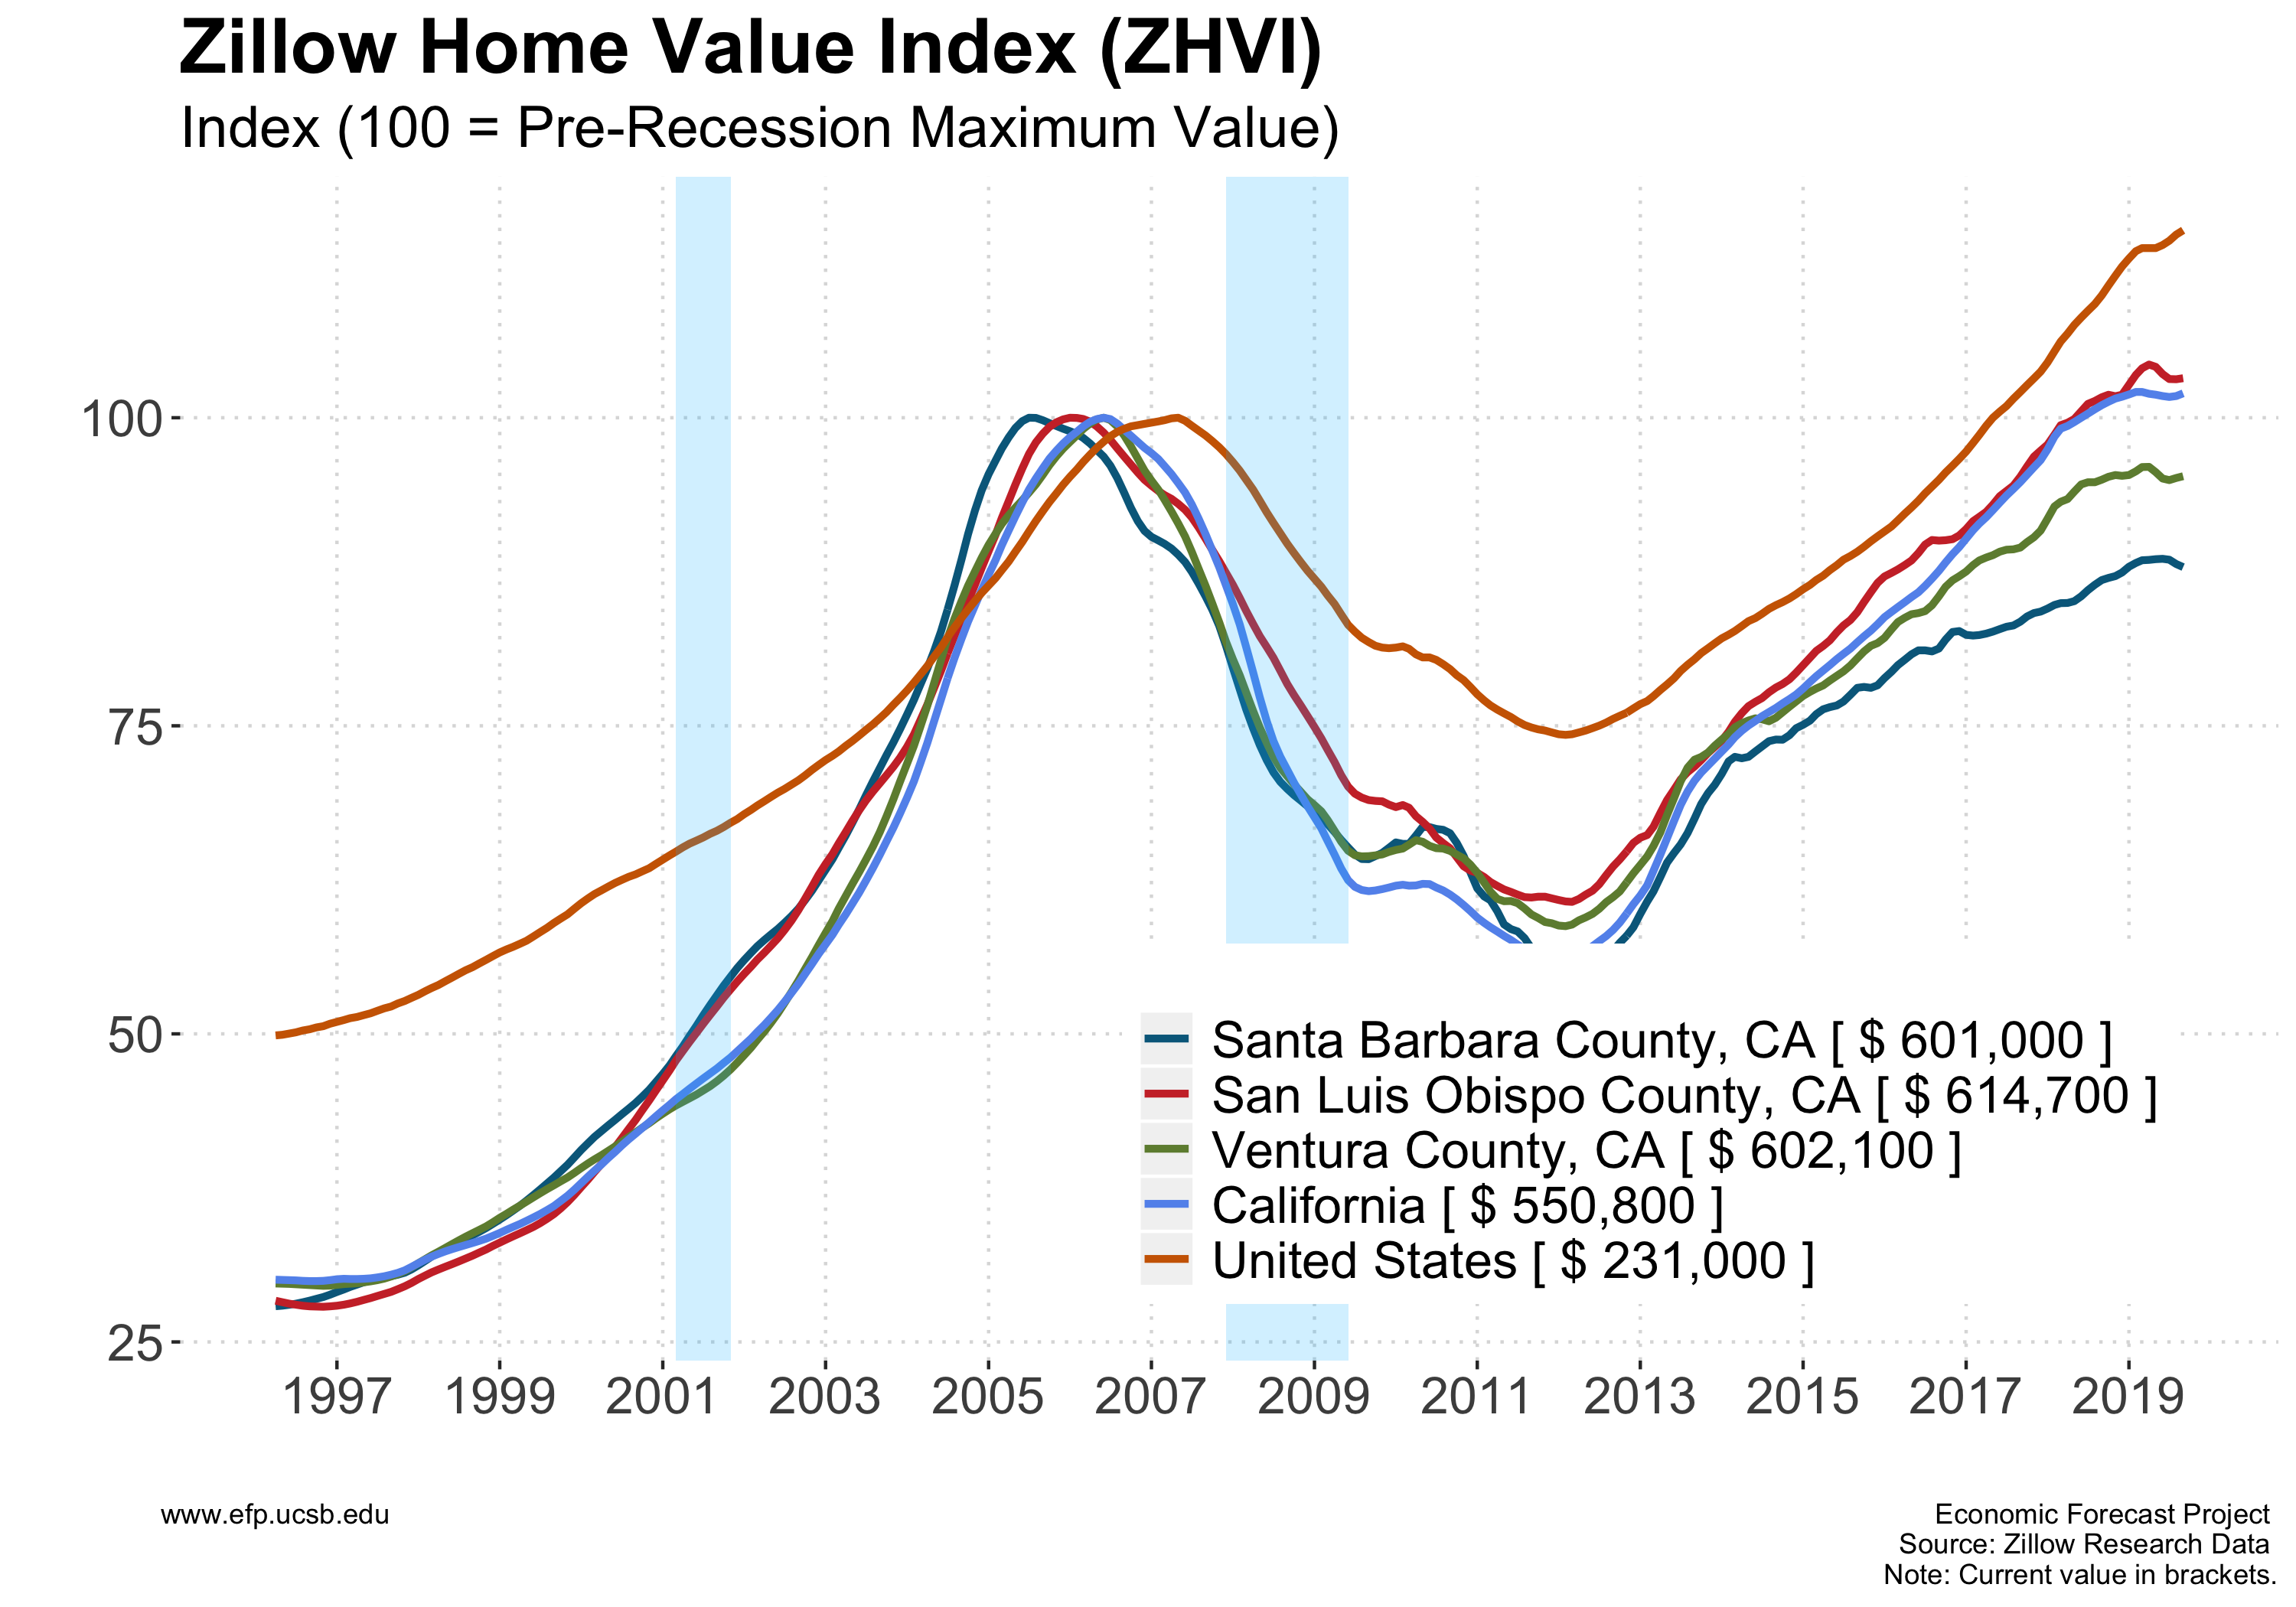 Zillow Home Value Index (ZHVI)
Index (100 = Pre-Recession Maximum Value)
100
75
50
25
Santa Barbara County, CA [ $ 601,000 ]
San Luis Obispo County, CA [ $ 614,700 ]
Ventura County, CA [ $ 602,100 ]
California [ $ 550,800 ]
United States [ $ 231,000 ]
1997 1999 2001 2003 2005 2007 2009 2011 2013 2015 2017 2019
www.efp.ucsb.edu
Economic Forecast Project
Source: Zillow Research Data
Note: Current value in brackets.